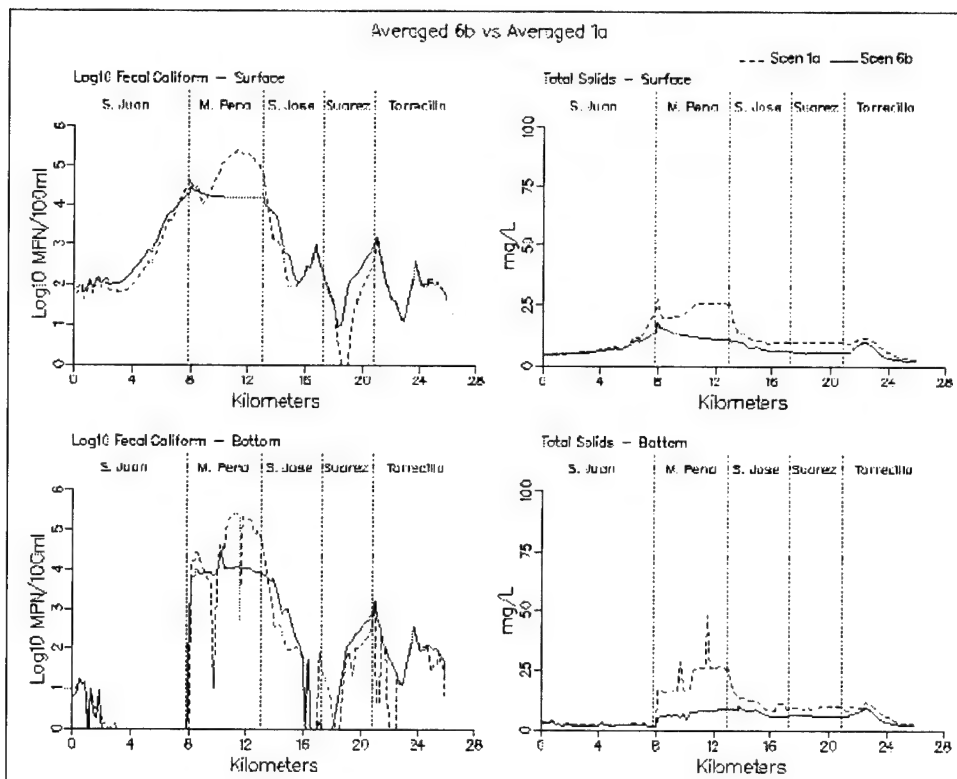 Averaged 6b vs Averaged 1a
Scen 1a Scen 6b
Log10 Fecal Caliform – Surface
S. Juan M. Pena S. Jose Suarez Torrecilla
Log10 MPN/100ml
6
5
4
3
2
1
0
0 4 8 12 16 20 24 28
Kilometers
Total Solids – Surface
S. Juan M. Pena S. Jose Suarez Torrecilla
mg/L
100
75
50
25
0
0 4 8 12 16 20 24 28
Kilometers
Log10 Fecal Caliform – Bottom
S. Juan M. Pena S. Jose Suarez Torrecilla
Log10 MPN/100ml
6
5
4
3
2
1
0
0 4 8 12 16 20 24 28
Kilometers
Total Solids – Bottom
S. Juan M. Pena S. Jose Suarez Torrecilla
mg/L
100
75
50
25
0
0 4 8 12 16 20 24 28
Kilometers